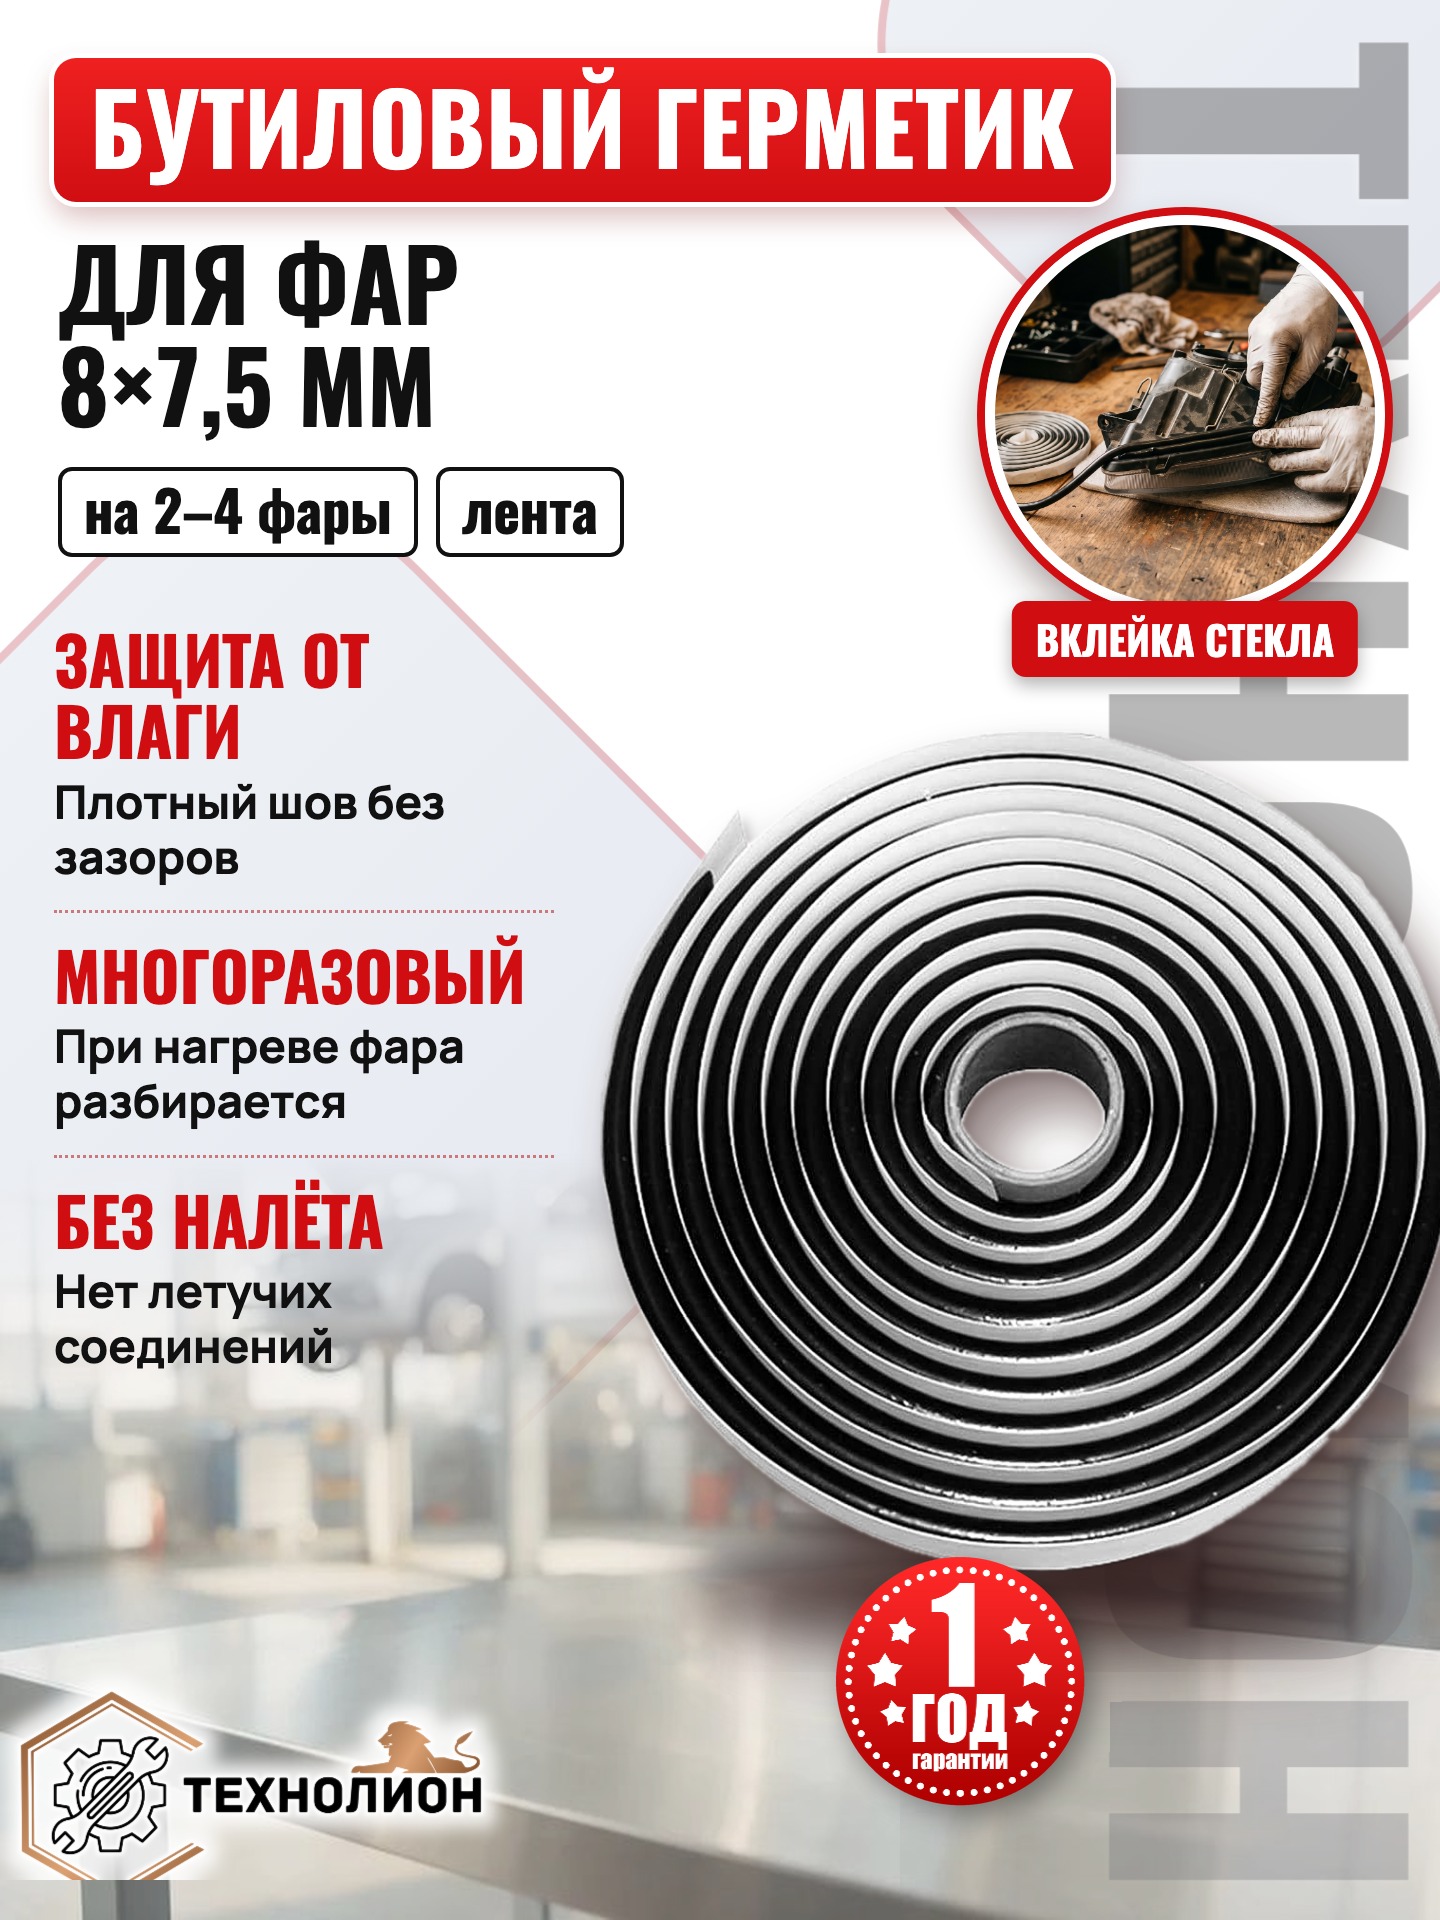 БУТИЛОВЫЙ ГЕРМЕТИК
ДЛЯ ФАР
8×7,5 ММ
на 2–4 фары
лента
ВКЛЕЙКА СТЕКЛА
ЗАЩИТА ОТ
ВЛАГИ
Плотный шов без
зазоров
МНОГОРАЗОВЫЙ
При нагреве фара
разбирается
БЕЗ НАЛЁТА
Нет летучих
соединений
1
ГОД
гарантии
ТЕХНОЛИОН